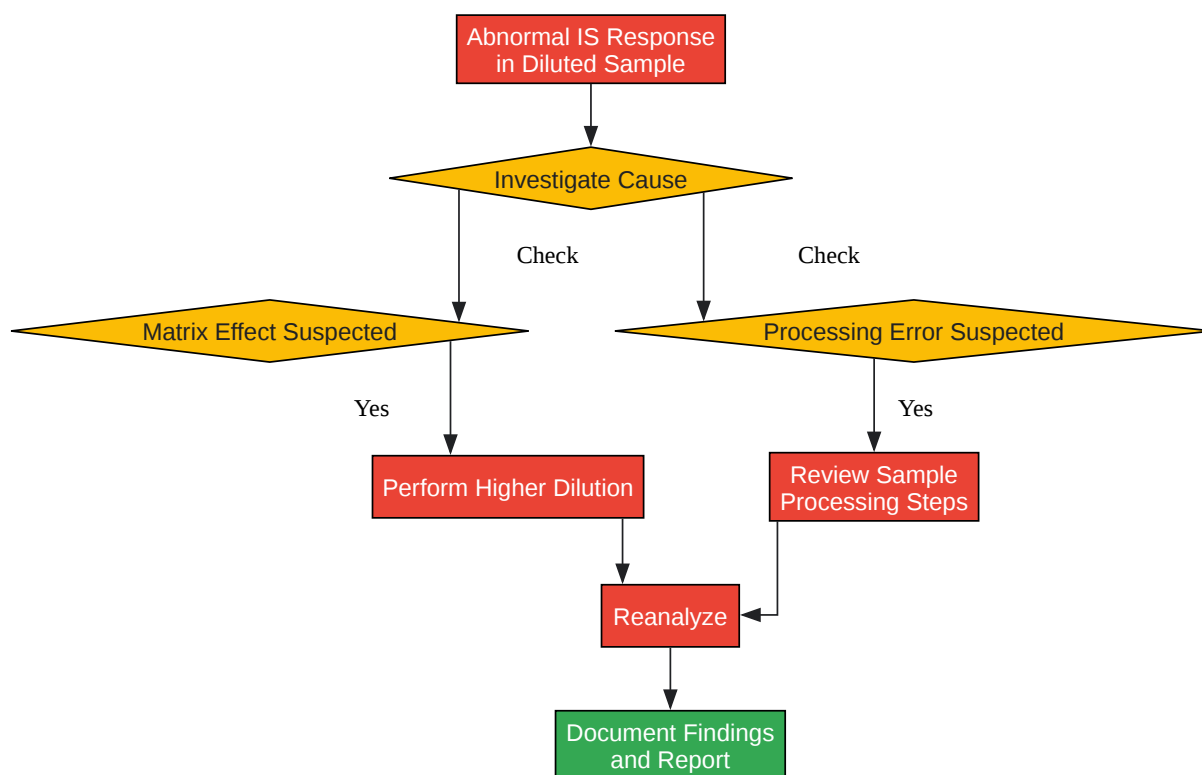 Abnormal IS Response
in Diluted Sample
Investigate Cause
Check
Check
Matrix Effect Suspected
Processing Error Suspected
Yes
Yes
Perform Higher Dilution
Review Sample
Processing Steps
Reanalyze
Document Findings
and Report